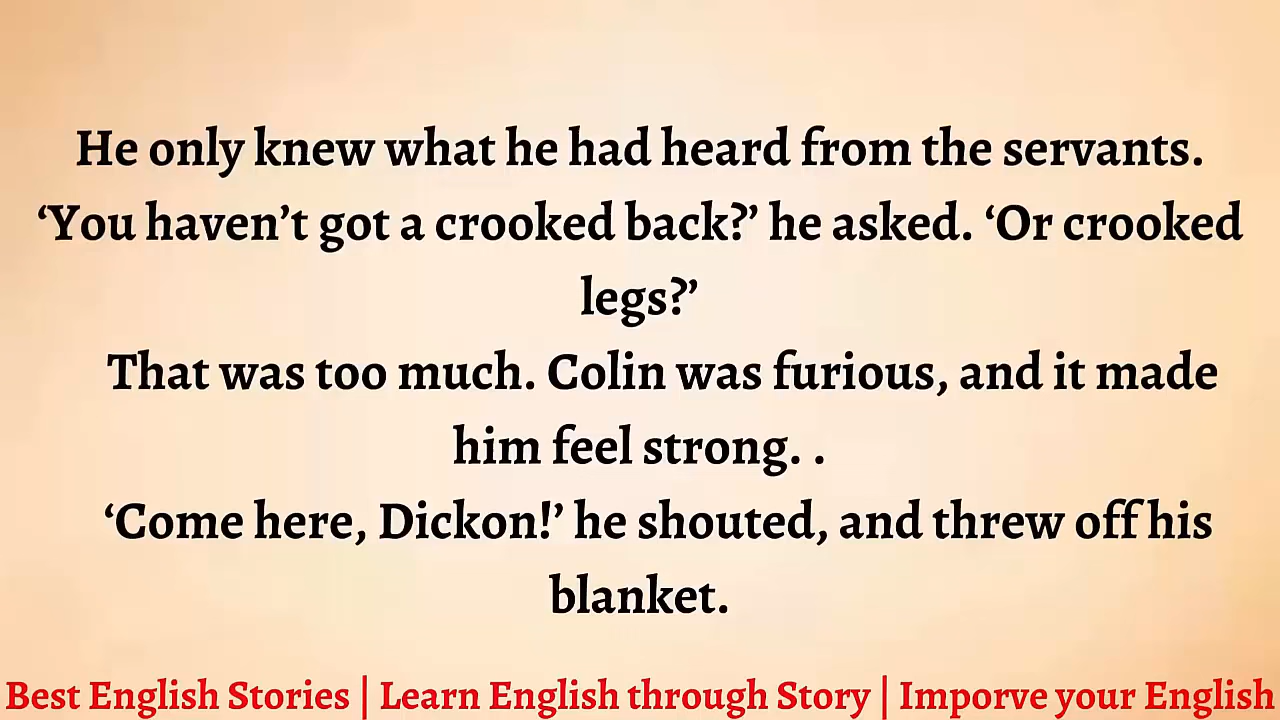 He only knew what he had heard from the servants.
‘You haven’t got a crooked back?’ he asked. ‘Or crooked
legs?’
That was too much. Colin was furious, and it made
him feel strong. .
‘Come here, Dickon!’ he shouted, and threw off his
blanket.
Best English Stories | Learn English through Story | Imporve your English